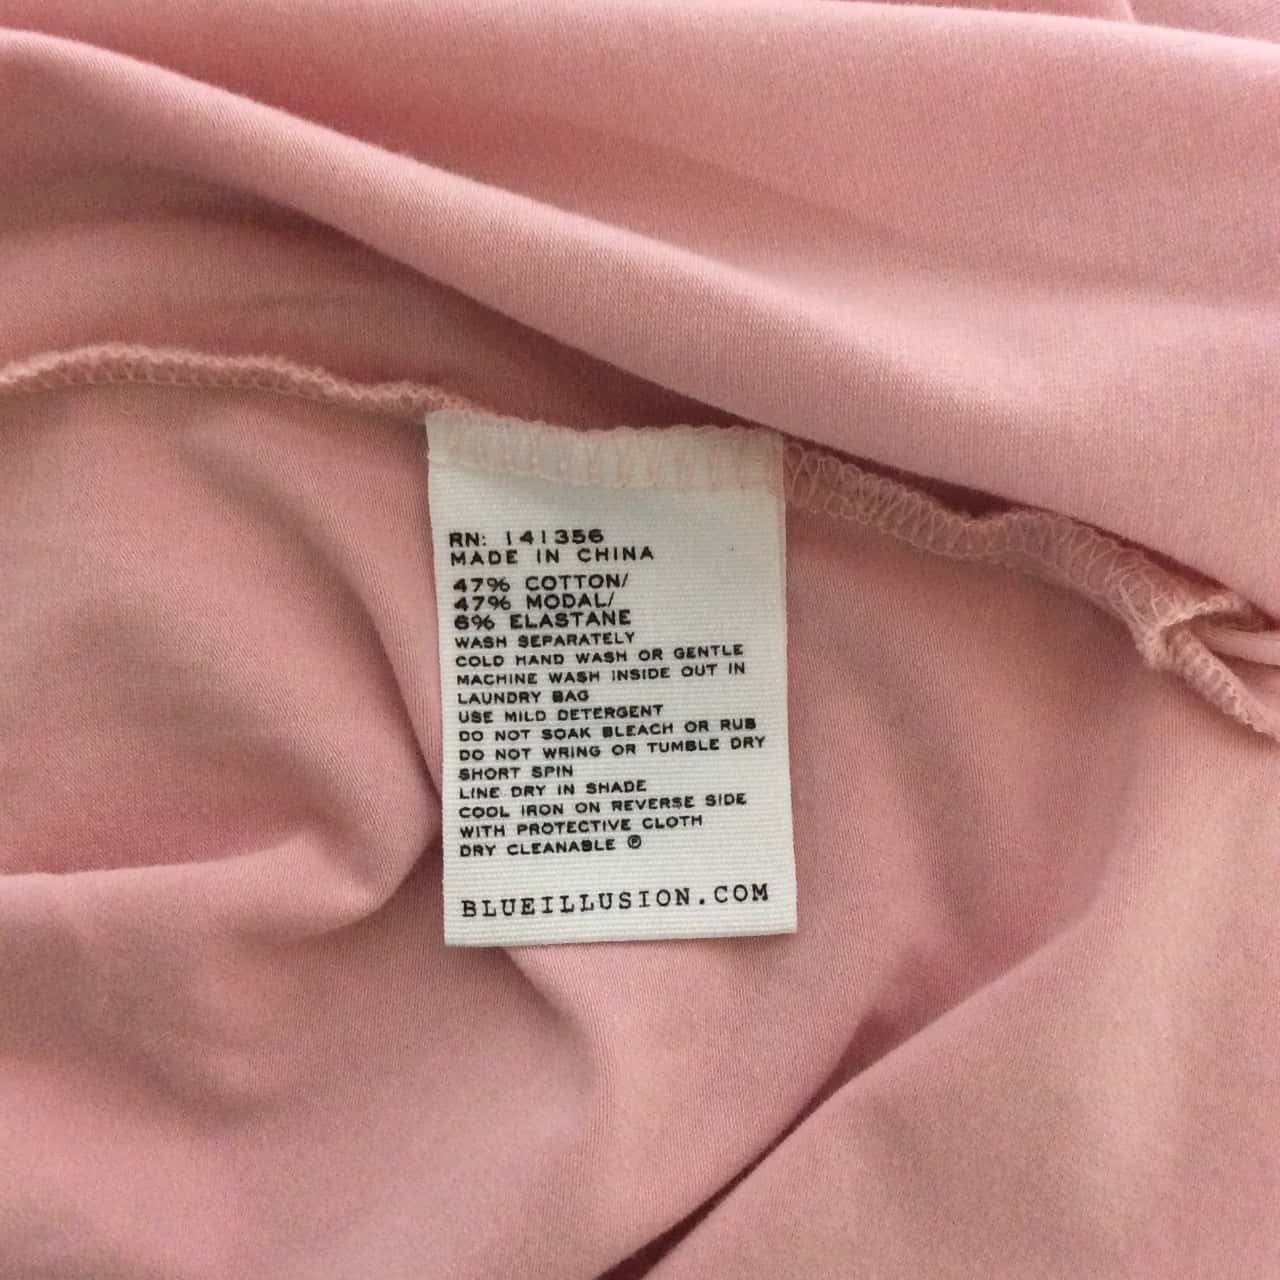 RN: 141356
MADE IN CHINA
47% COTTON/
47% MODAL/
6% ELASTANE
WASH SEPARATELY
COLD HAND WASH OR GENTLE
MACHINE WASH INSIDE OUT IN
LAUNDRY BAG
USE MILD DETERGENT
DO NOT SOAK BLEACH OR RUB
DO NOT WRING OR TUMBLE DRY
SHORT SPIN
LINE DRY IN SHADE
COOL IRON ON REVERSE SIDE
WITH PROTECTIVE CLOTH
DRY CLEANABLE Ⓟ
BLUEILLUSION.COM